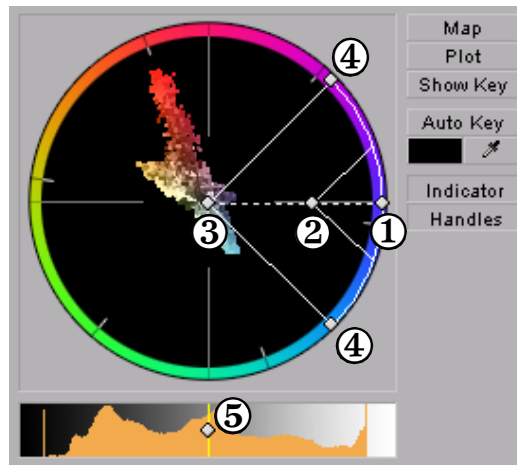 Map
Plot
Show Key
Auto Key
Indicator
Handles
④
③
②
①
④
⑤